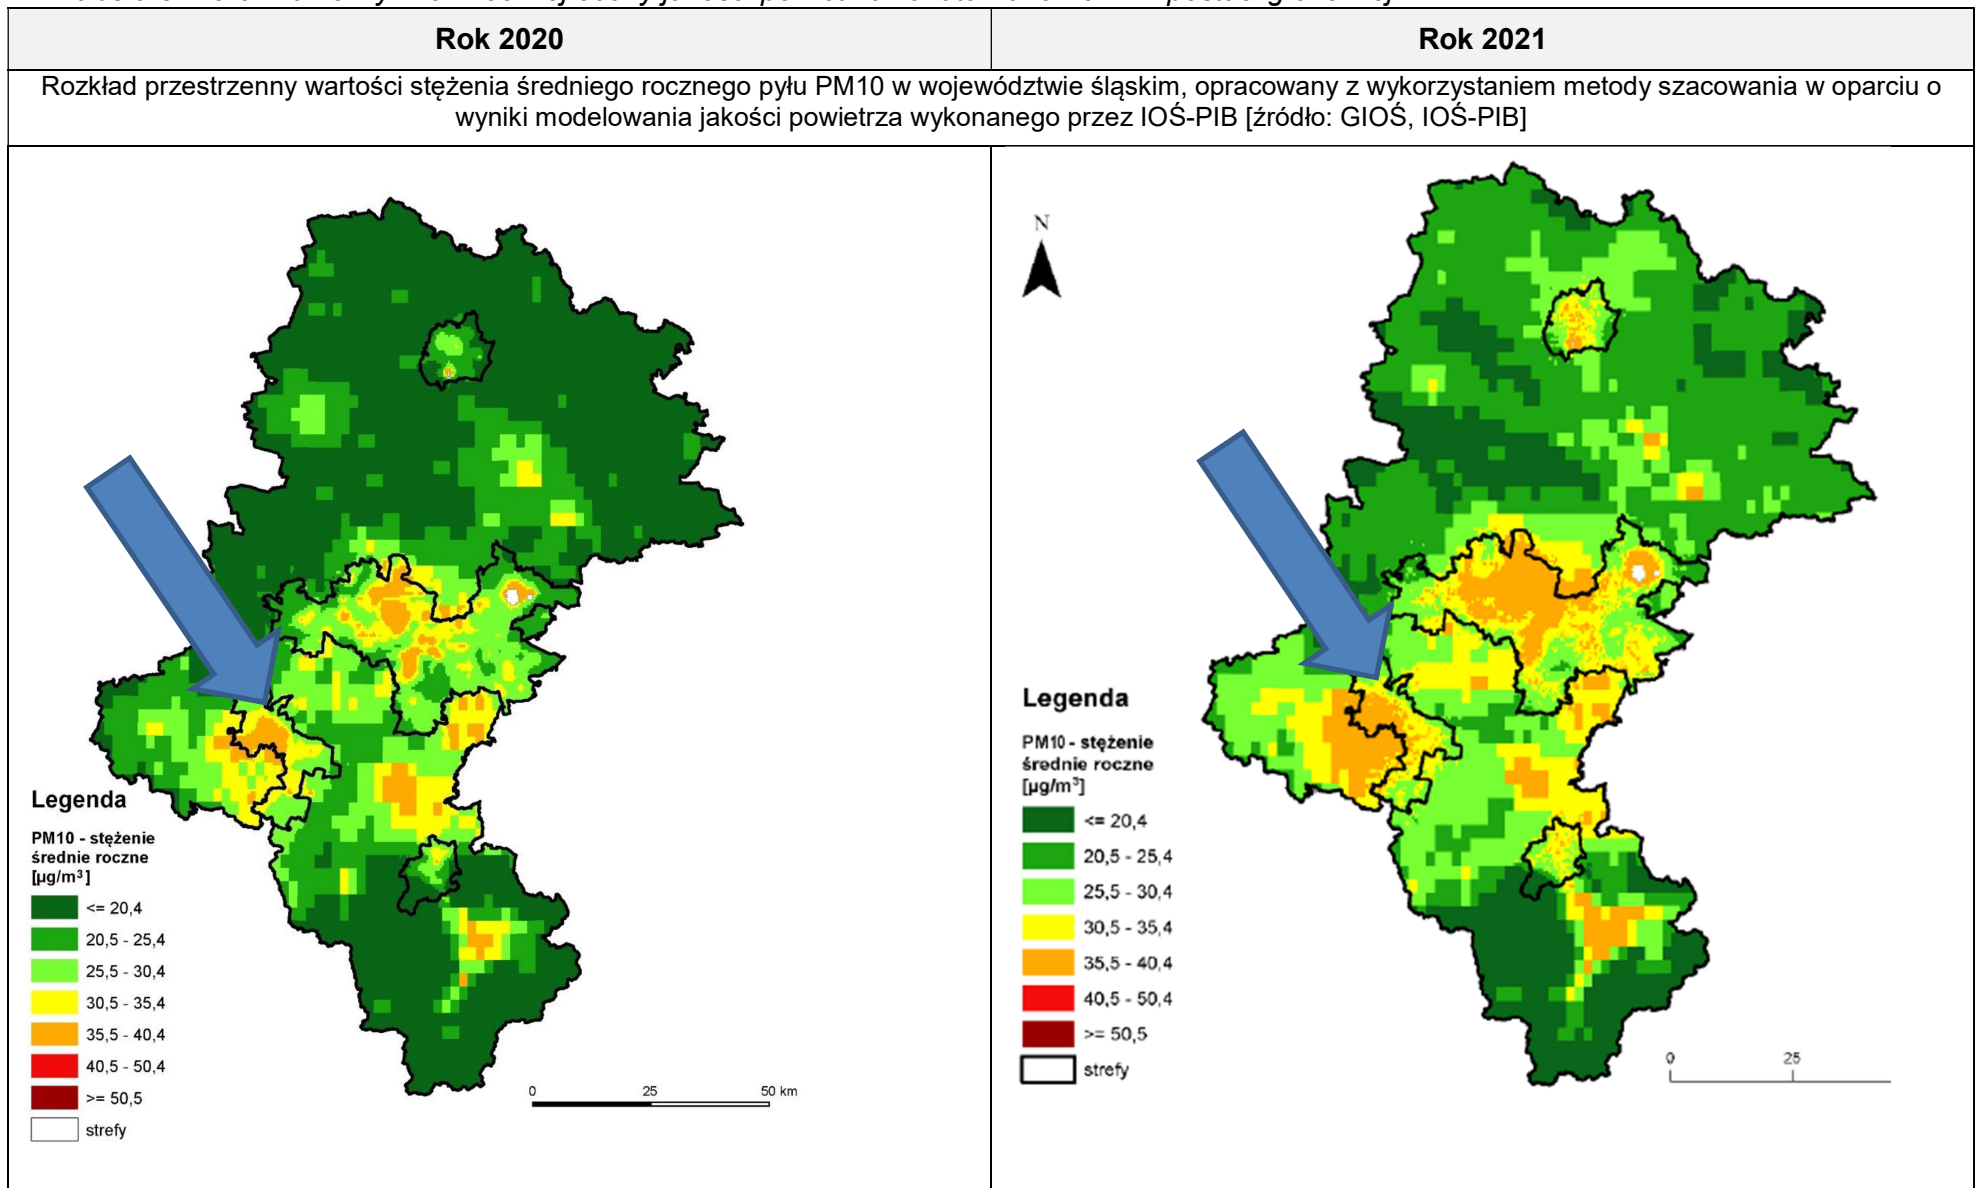 Rok 2020
Rok 2021
Rozkład przestrzenny wartości stężenia średniego rocznego pyłu PM10 w województwie śląskim, opracowany z wykorzystaniem metody szacowania w oparciu o
wyniki modelowania jakości powietrza wykonanego przez IOŚ-PIB [źródło: GIOŚ, IOŚ-PIB]
Legenda
PM10 - stężenie
średnie roczne
[µg/m³]
<= 20,4
20,5 - 25,4
25,5 - 30,4
30,5 - 35,4
35,5 - 40,4
40,5 - 50,4
>= 50,5
strefy
0 25 50 km
N
Legenda
PM10 - stężenie
średnie roczne
[µg/m³]
<= 20,4
20,5 - 25,4
25,5 - 30,4
30,5 - 35,4
35,5 - 40,4
40,5 - 50,4
>= 50,5
strefy
0 25